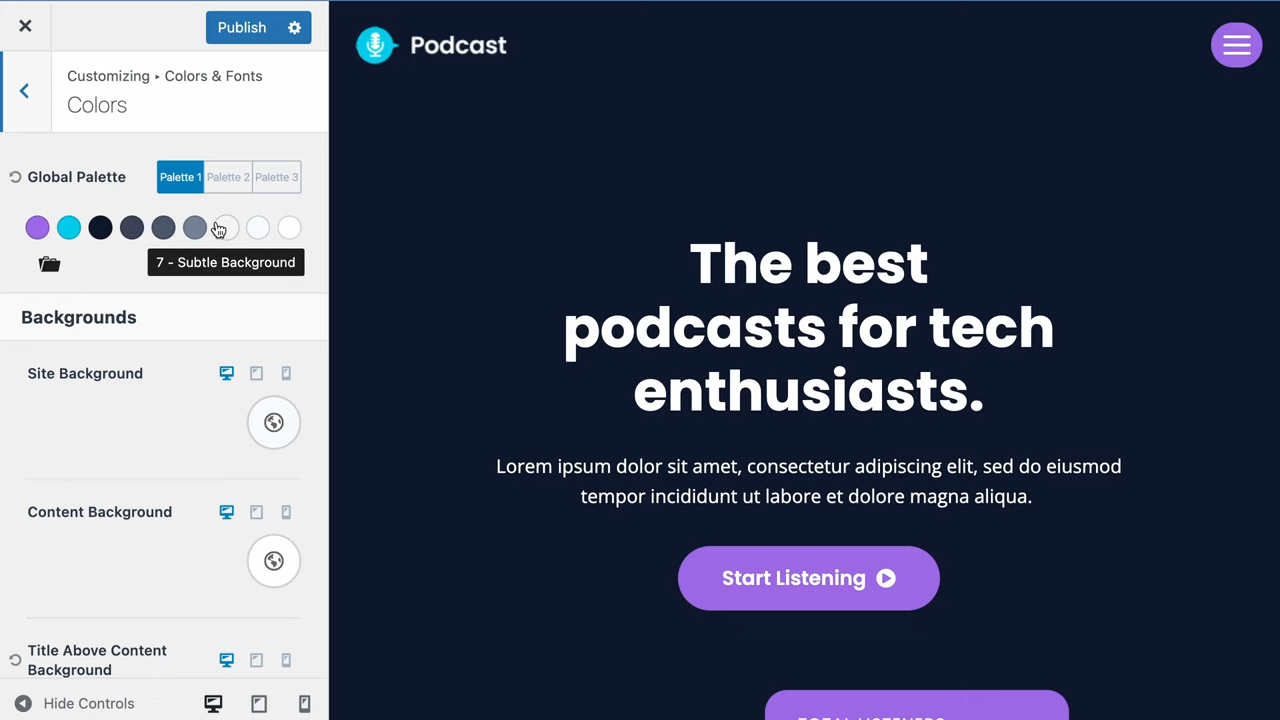 Publish
Customizing ▸ Colors & Fonts
Colors
Global Palette
Palette 1
Palette 2
Palette 3
7 - Subtle Background
Backgrounds
Site Background
Content Background
Title Above Content
Background
Hide Controls
Podcast
The best
podcasts for tech
enthusiasts.
Lorem ipsum dolor sit amet, consectetur adipiscing elit, sed do eiusmod
tempor incididunt ut labore et dolore magna aliqua.
Start Listening
TOTAL LISTENERS